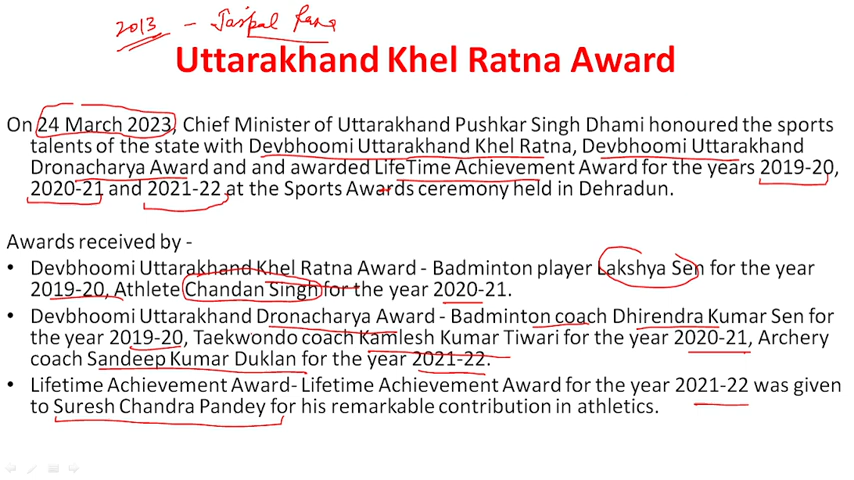 2013 - Jaspal Rana
Uttarakhand Khel Ratna Award
On 24 March 2023, Chief Minister of Uttarakhand Pushkar Singh Dhami honoured the sports
talents of the state with Devbhoomi Uttarakhand Khel Ratna, Devbhoomi Uttarakhand
Dronacharya Award and and awarded LifeTime Achievement Award for the years 2019-20,
2020-21 and 2021-22 at the Sports Awards ceremony held in Dehradun.
Awards received by -
• Devbhoomi Uttarakhand Khel Ratna Award - Badminton player Lakshya Sen for the year
2019-20, Athlete Chandan Singh for the year 2020-21.
• Devbhoomi Uttarakhand Dronacharya Award - Badminton coach Dhirendra Kumar Sen for
the year 2019-20, Taekwondo coach Kamlesh Kumar Tiwari for the year 2020-21, Archery
coach Sandeep Kumar Duklan for the year 2021-22.
• Lifetime Achievement Award- Lifetime Achievement Award for the year 2021-22 was given
to Suresh Chandra Pandey for his remarkable contribution in athletics.